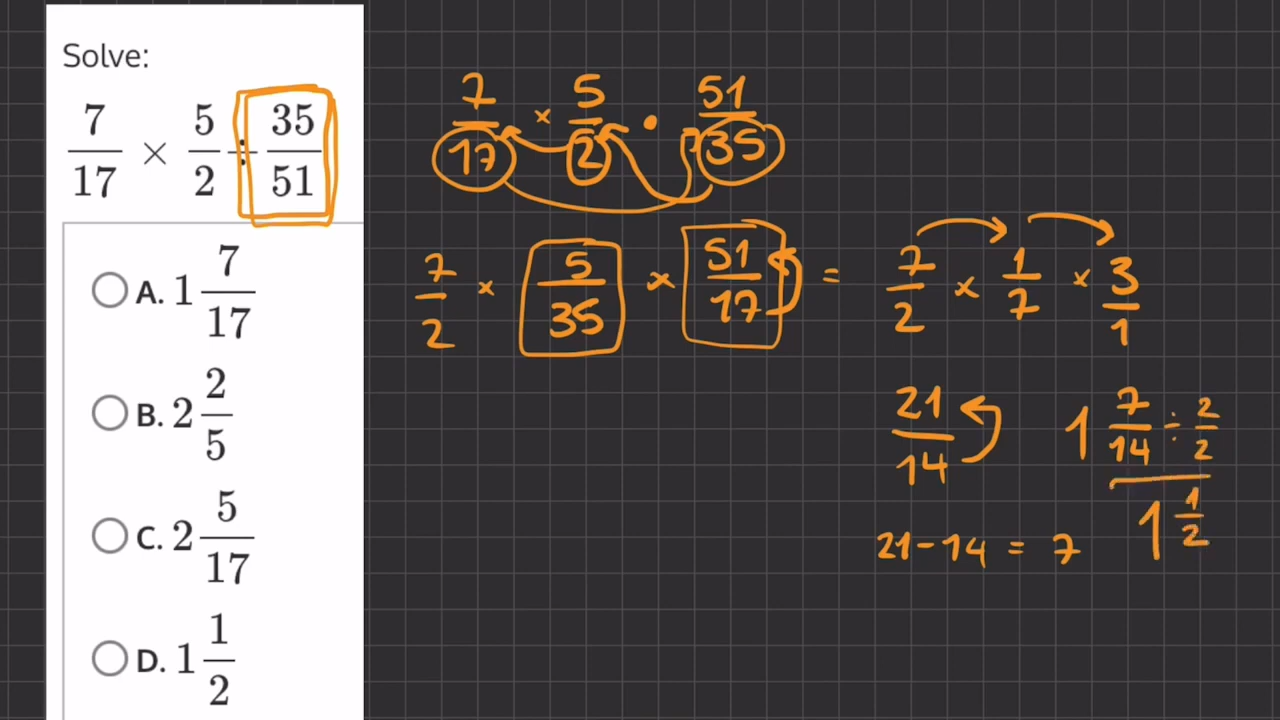 Solve:
7/17 × 5/2 ÷ 35/51
A. 1 7/17
B. 2 2/5
C. 2 5/17
D. 1 1/2
7/17 × 5/2 · 51/35
7/2 × 5/35 × 51/17 = 7/2 × 1/7 × 3/1
21/14
1 7/14 ÷ 2/2
21-14 = 7
1 1/2